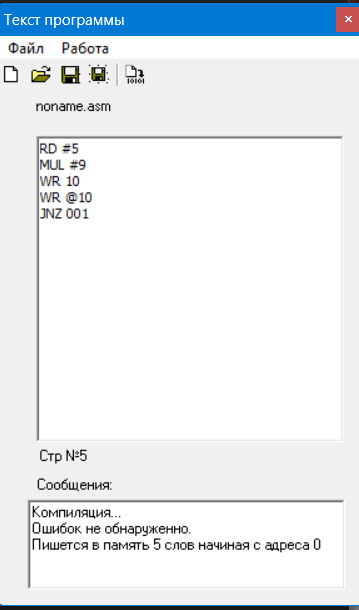 Текст программы
Файл Работа
noname.asm
RD #5
MUL #9
WR 10
WR @10
JNZ 001
Стр №5
Сообщения:
Компиляция...
Ошибок не обнаруженно.
Пишется в память 5 слов начиная с адреса 0